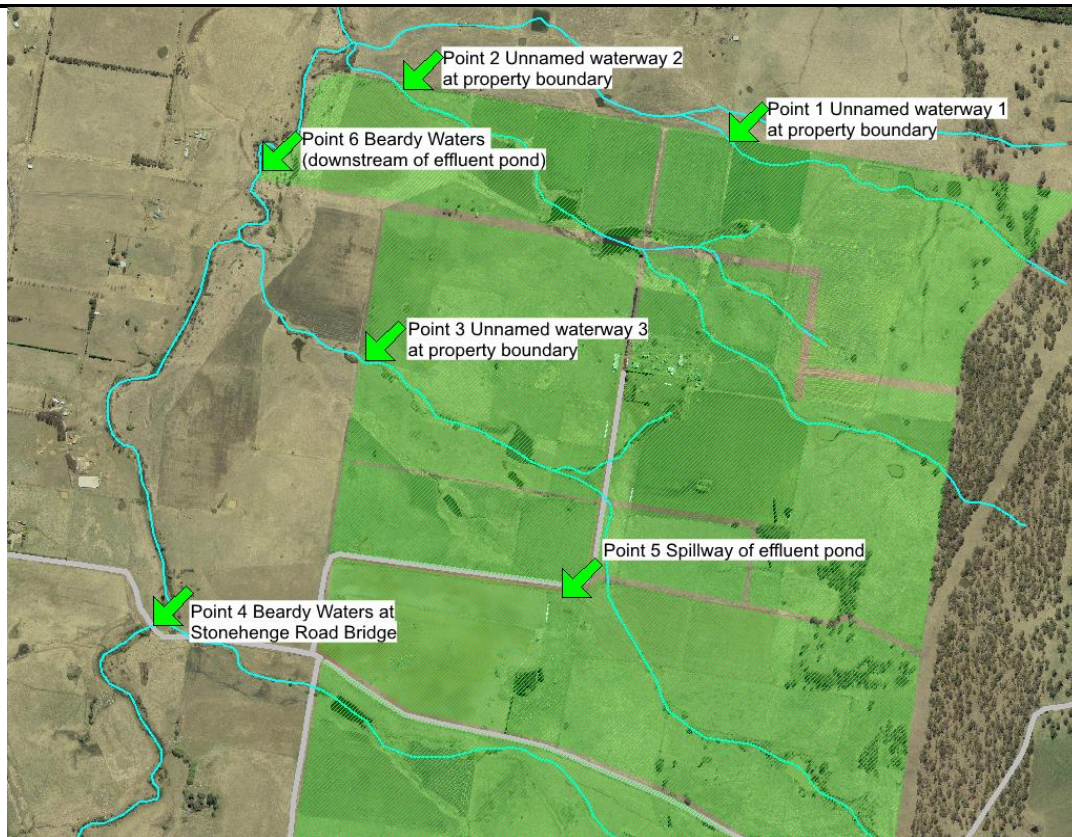 Point 2 Unnamed waterway 2
at property boundary
Point 1 Unnamed waterway 1
at property boundary
Point 6 Beardy Waters
(downstream of effluent pond)
Point 3 Unnamed waterway 3
at property boundary
Point 5 Spillway of effluent pond
Point 4 Beardy Waters at
Stonehenge Road Bridge